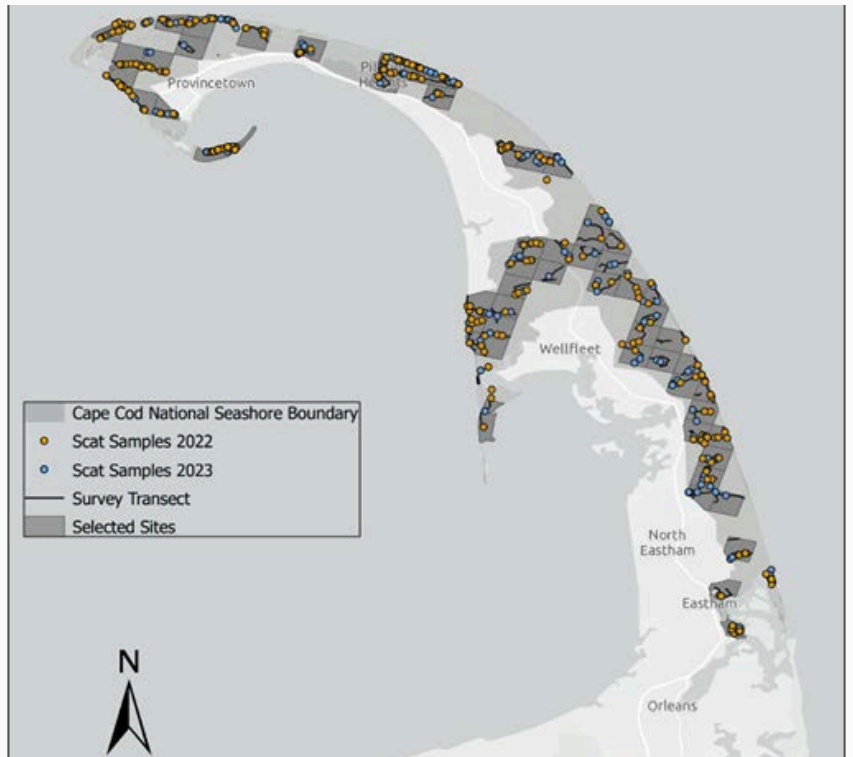 Provincetown
Heights
Wellfleet
Cape Cod National Seashore Boundary
Scat Samples 2022
Scat Samples 2023
Survey Transect
Selected Sites
North
Eastham
Eastham
N
Orleans